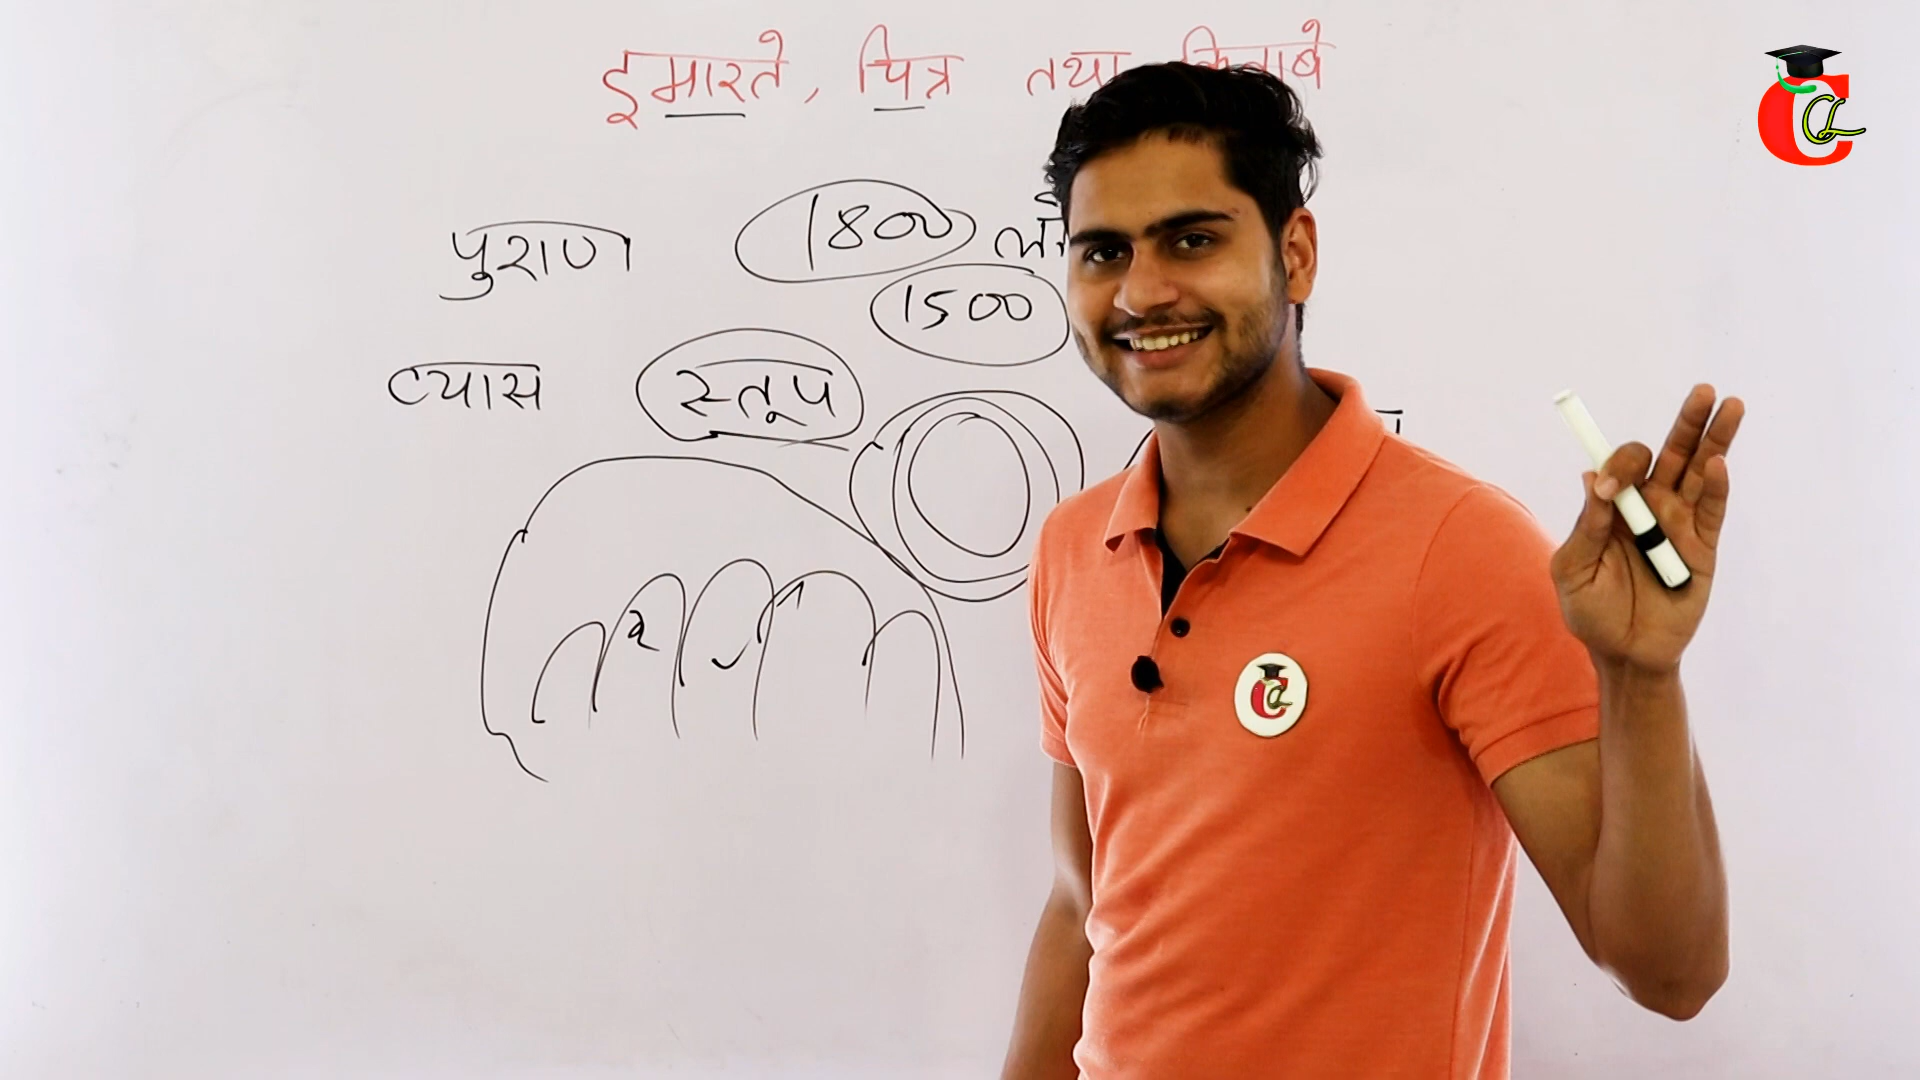 इमारते, चित्र तथा किताबे
पुराण 1800
1500
व्यास स्तूप